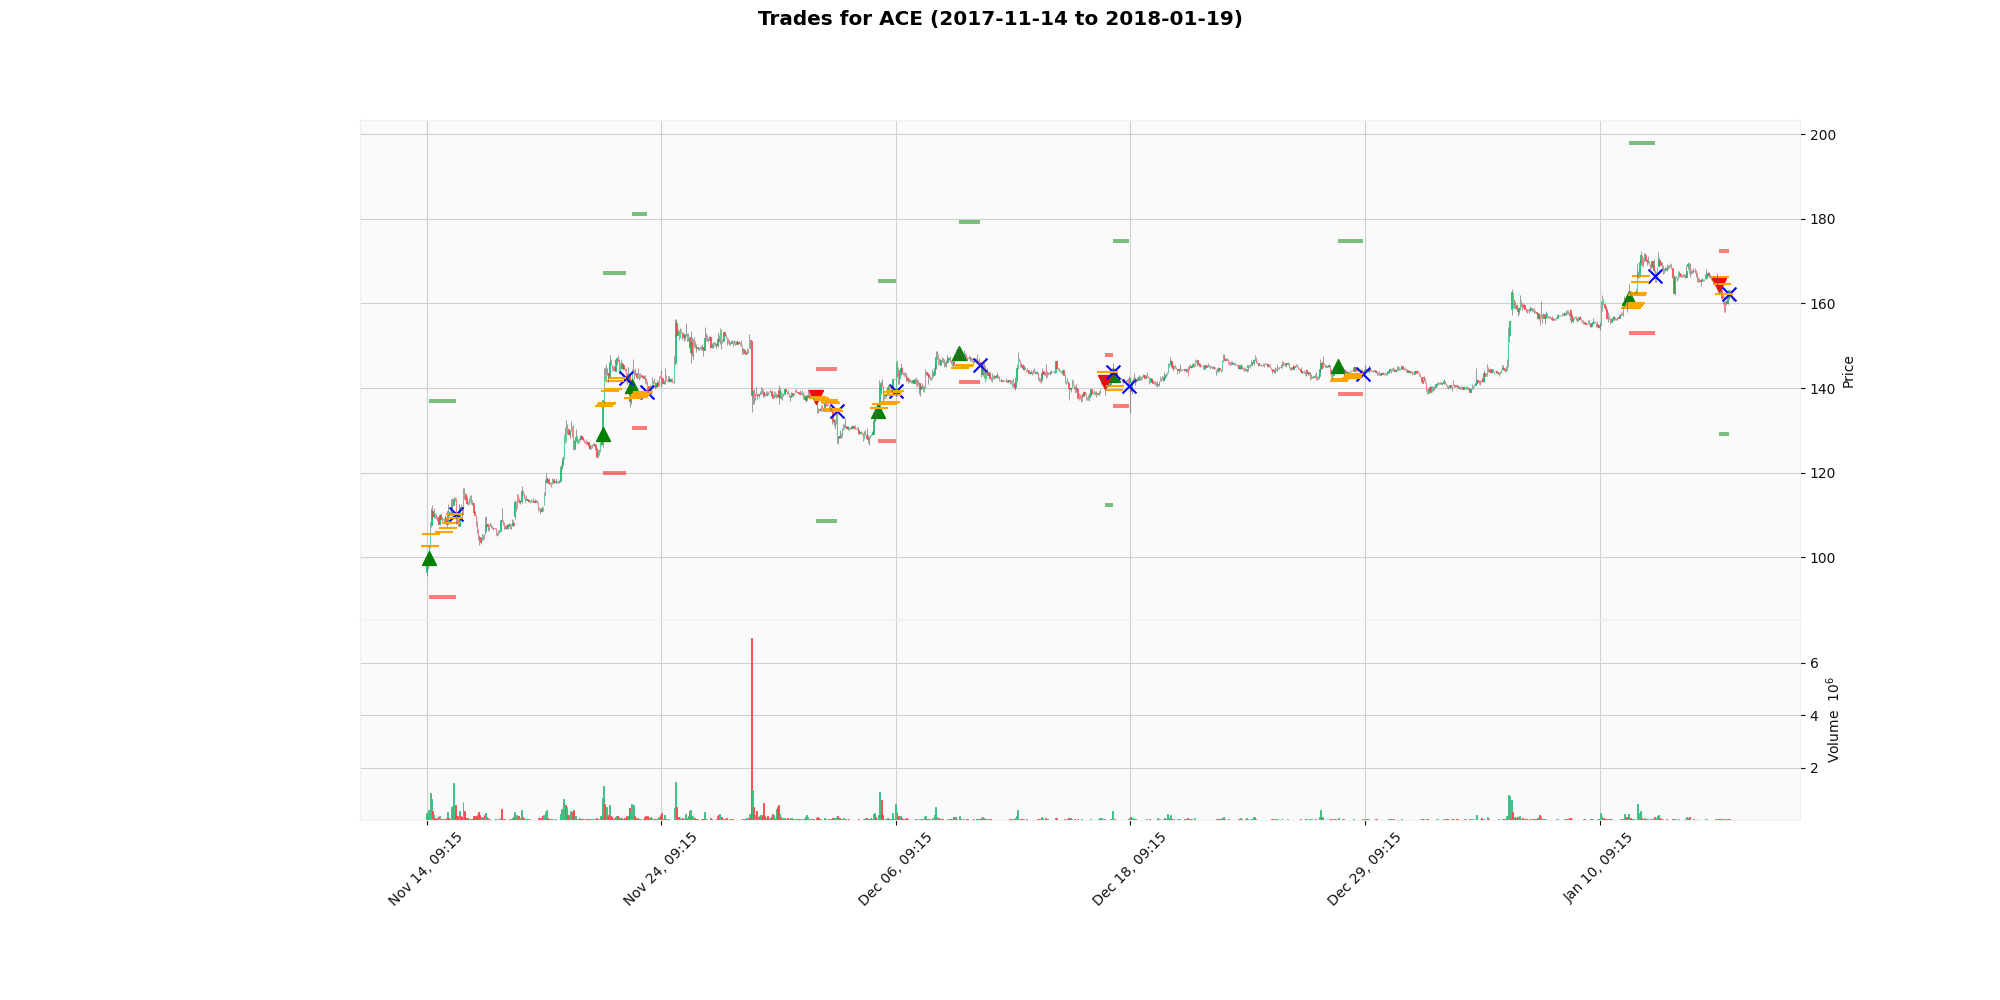 Trades for ACE (2017-11-14 to 2018-01-19)
200
180
160
140
120
100
Price
6
4
2
Volume 10^6
Nov 14, 09:15
Nov 24, 09:15
Dec 06, 09:15
Dec 18, 09:15
Dec 29, 09:15
Jan 10, 09:15